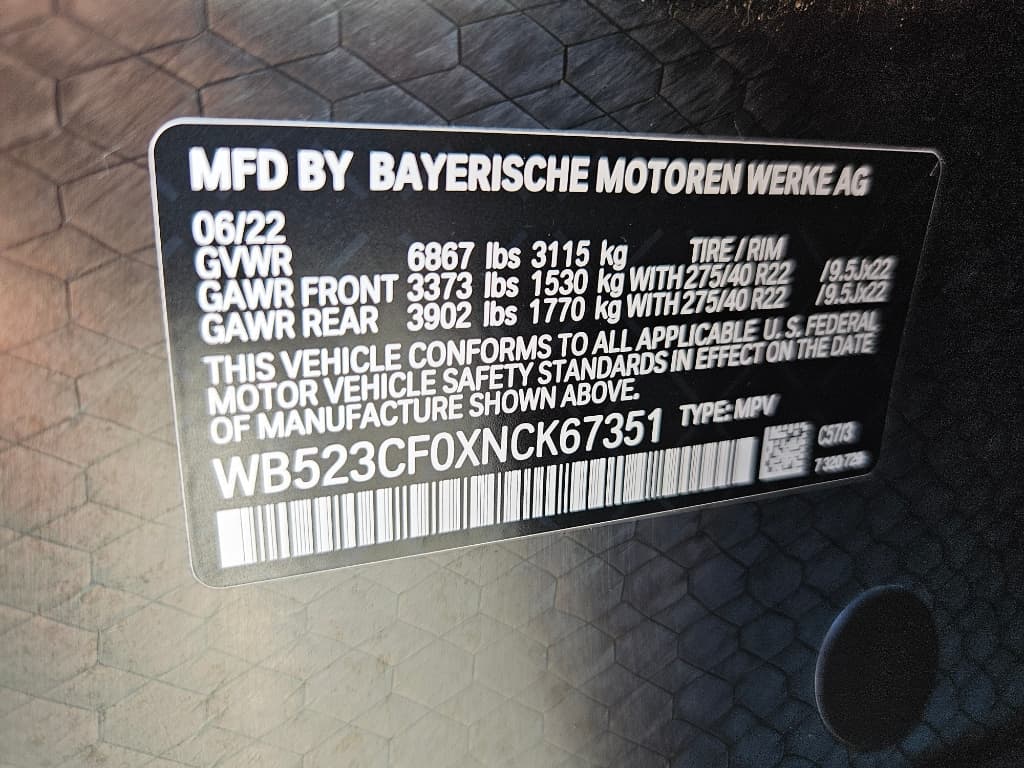 MFD BY BAYERISCHE MOTOREN WERKE AG
06/22
GVWR 6867 lbs 3115 kg TIRE / RIM
GAWR FRONT 3373 lbs 1530 kg WITH 275/40 R22 /9.5Jx22
GAWR REAR 3902 lbs 1770 kg WITH 275/40 R22 /9.5Jx22
THIS VEHICLE CONFORMS TO ALL APPLICABLE U. S. FEDERAL
MOTOR VEHICLE SAFETY STANDARDS IN EFFECT ON THE DATE
OF MANUFACTURE SHOWN ABOVE.
WB523CF0XNCK67351 TYPE: MPV
C57/3